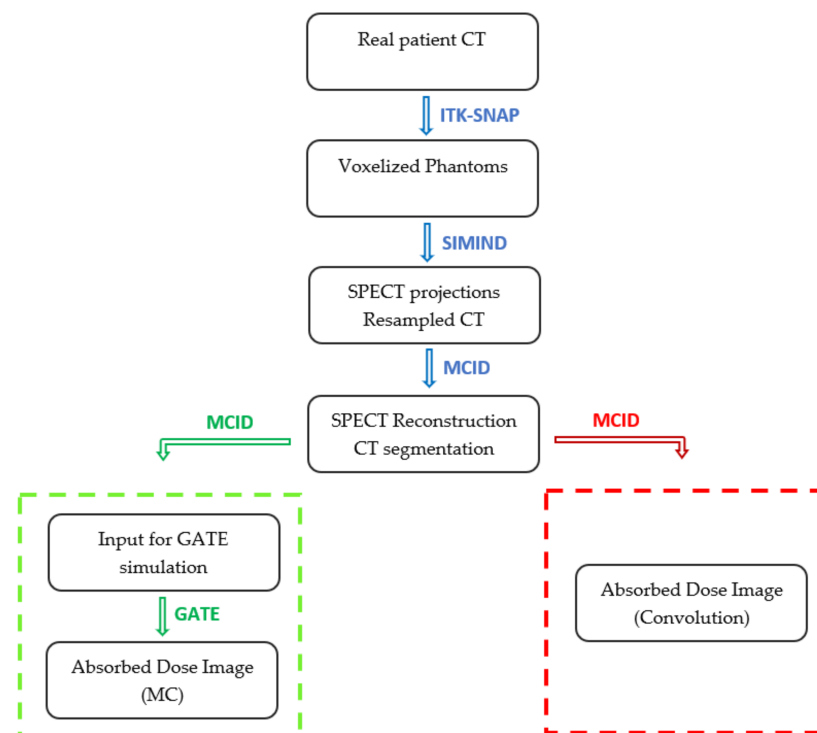 Real patient CT
ITK-SNAP
Voxelized Phantoms
SIMIND
SPECT projections
Resampled CT
MCID
SPECT Reconstruction
CT segmentation
MCID
MCID
Input for GATE
simulation
GATE
Absorbed Dose Image
(MC)
Absorbed Dose Image
(Convolution)